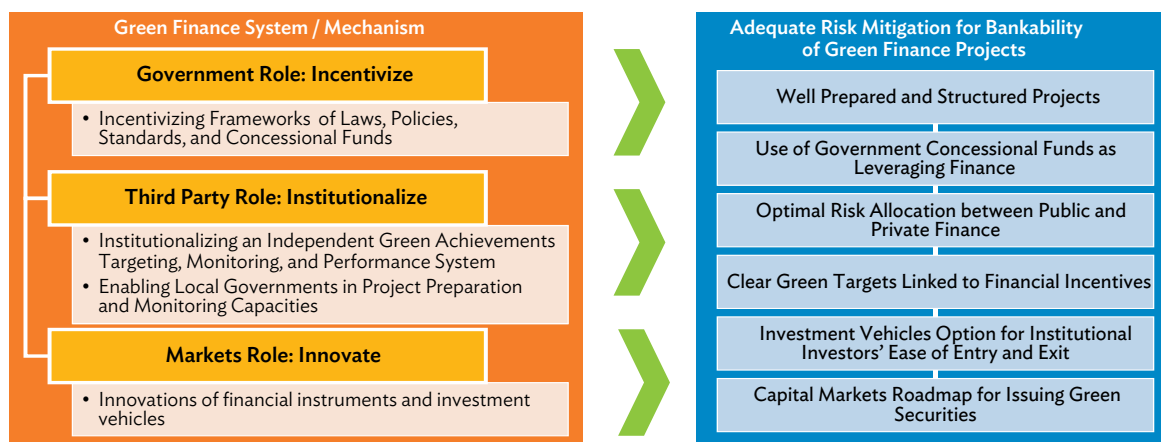 Green Finance System / Mechanism
Government Role: Incentivize
• Incentivizing Frameworks of Laws, Policies,
Standards, and Concessional Funds
Third Party Role: Institutionalize
• Institutionalizing an Independent Green Achievements
Targeting, Monitoring, and Performance System
• Enabling Local Governments in Project Preparation
and Monitoring Capacities
Markets Role: Innovate
• Innovations of financial instruments and investment
vehicles
Adequate Risk Mitigation for Bankability
of Green Finance Projects
Well Prepared and Structured Projects
Use of Government Concessional Funds as
Leveraging Finance
Optimal Risk Allocation between Public and
Private Finance
Clear Green Targets Linked to Financial Incentives
Investment Vehicles Option for Institutional
Investors' Ease of Entry and Exit
Capital Markets Roadmap for Issuing Green
Securities